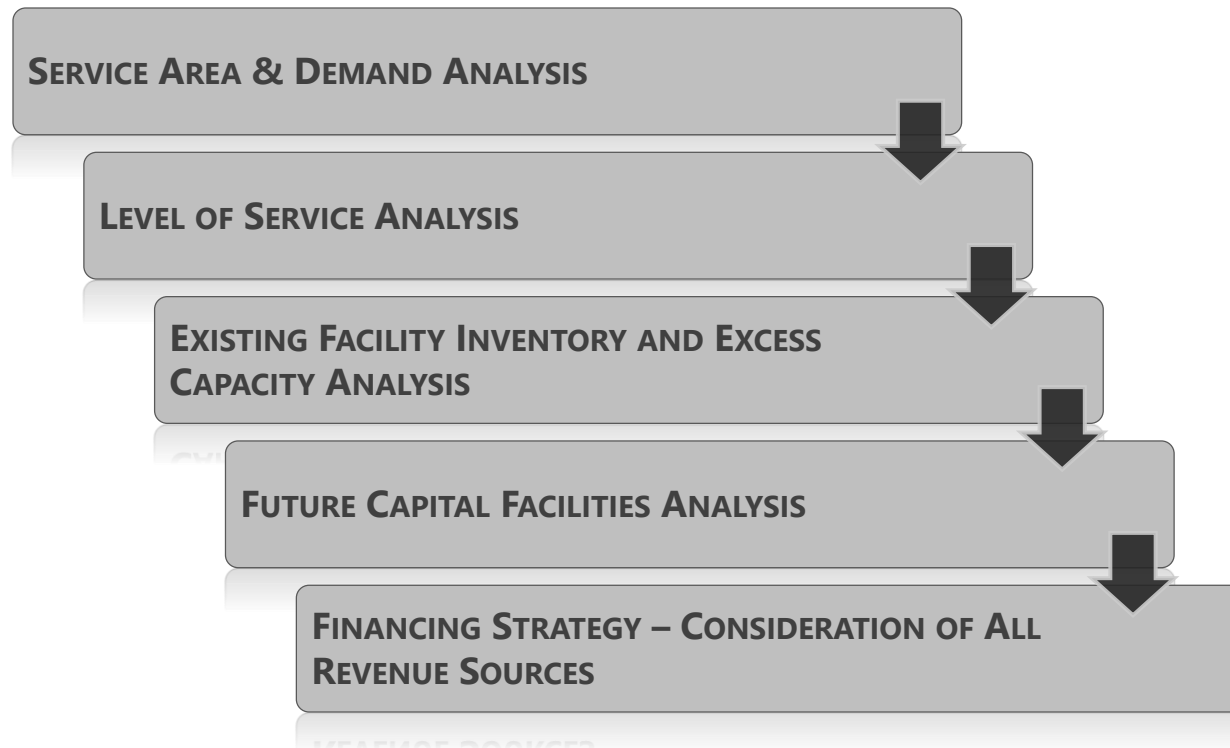 SERVICE AREA & DEMAND ANALYSIS
LEVEL OF SERVICE ANALYSIS
EXISTING FACILITY INVENTORY AND EXCESS
CAPACITY ANALYSIS
FUTURE CAPITAL FACILITIES ANALYSIS
FINANCING STRATEGY – CONSIDERATION OF ALL
REVENUE SOURCES